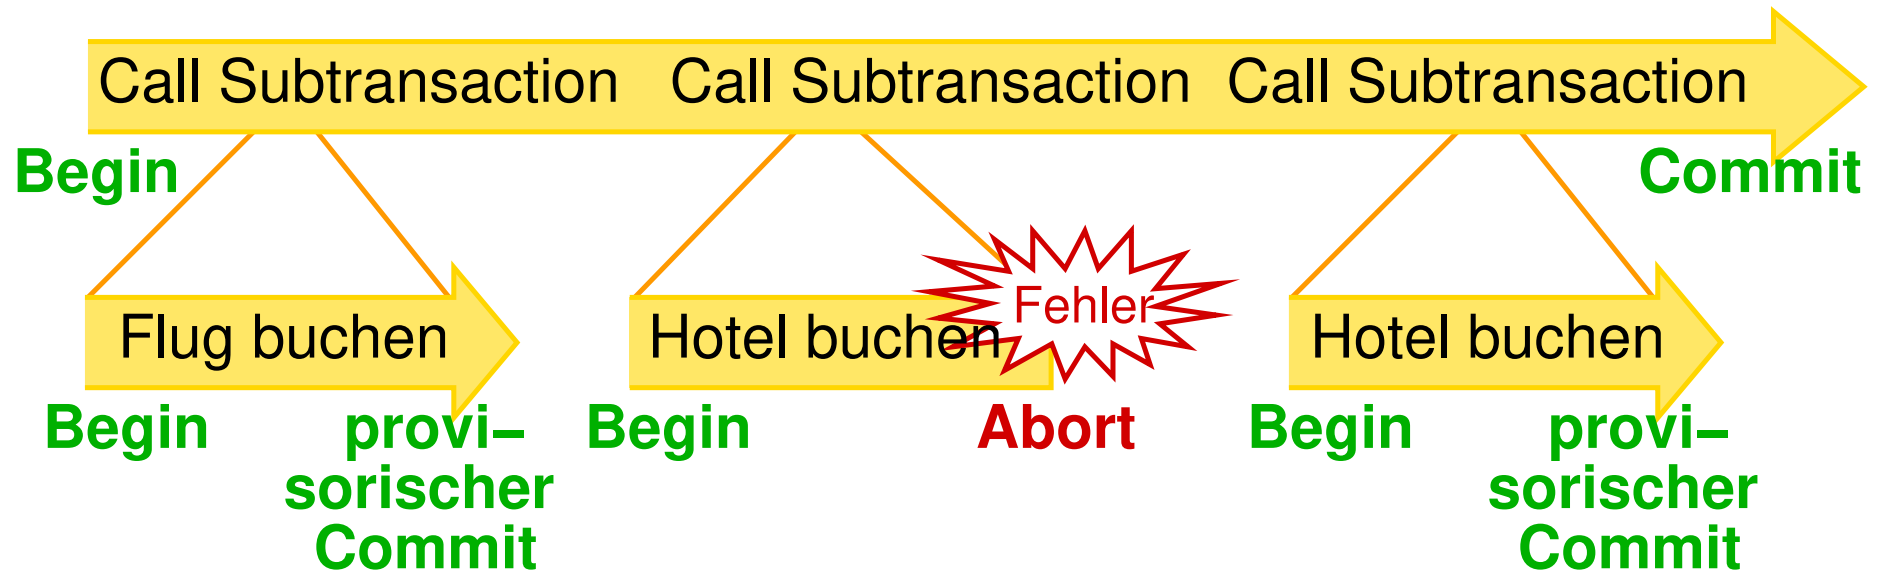 Call Subtransaction Call Subtransaction Call Subtransaction
Begin Commit
Fehler
Flug buchen Hotel buchen Hotel buchen
Begin provi– Begin Abort Begin provi–
sorischer sorischer
Commit Commit